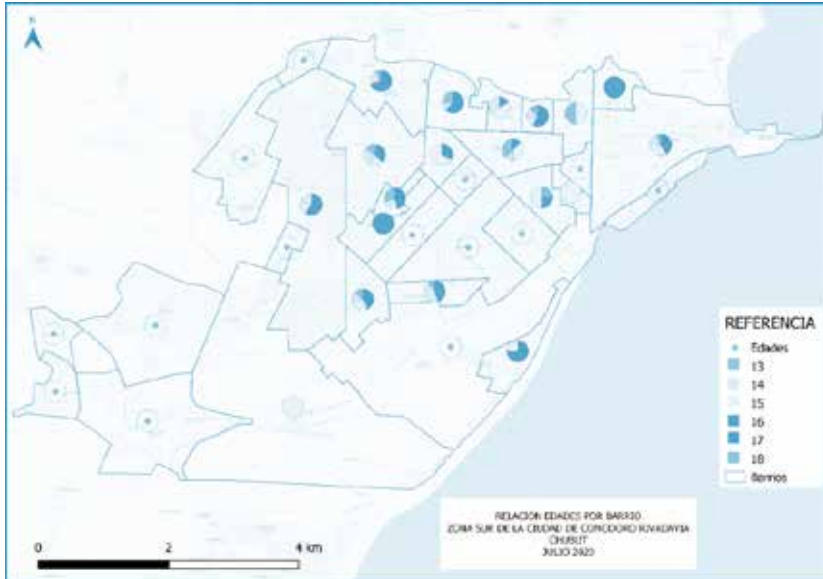 N
REFERENCIA
Edades
13
14
15
16
17
18
Barrios
RELACION EDADES POR BARRIO
ZONA SUR DE LA CIUDAD DE COMODORO RIVADAVIA
CHUBUT
JULIO 2023
0 2 4 km